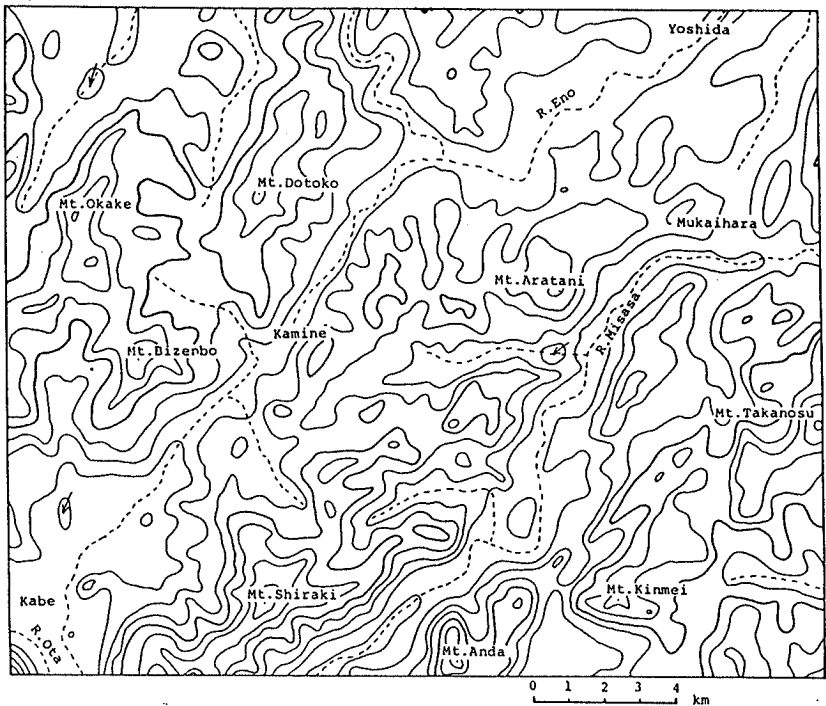 Yoshida
R.Eno
Mt.Dotoko
Mt.Okake
Mukaihara
Mt.Aratani
R.Misasa
Kamine
Mt.Bizenbo
Mt.Takanosu
Mt.Shiraki
Mt.Kinmei
Kabe
R.Ota
Mt.Anda
0 1 2 3 4
km